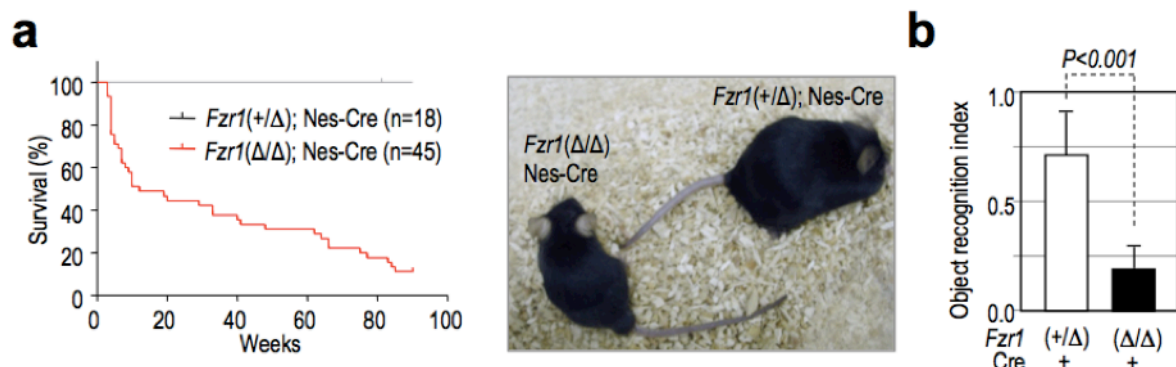 a
100
80
60
40
20
0
Survival (%)
Fzr1(+/Δ); Nes-Cre (n=18)
Fzr1(Δ/Δ); Nes-Cre (n=45)
0 20 40 60 80 100
Weeks
Fzr1(+/Δ); Nes-Cre
Fzr1(Δ/Δ)
Nes-Cre
b
P<0.001
1.0
0.5
0.0
Object recognition index
Fzr1 (+/Δ) (Δ/Δ)
Cre + +